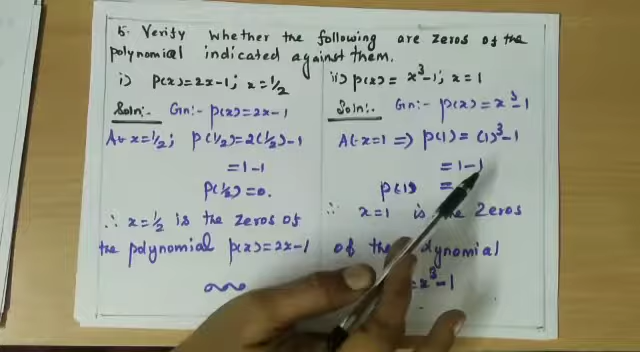 5. Verify whether the following are zeros of the
polynomial indicated against them.
i) p(x)=2x-1; x=1/2
Soln:- Gn:- p(x)=2x-1
At x=1/2; p(1/2)=2(1/2)-1
=1-1
p(1/2)=0.
∴ x=1/2 is the zeros of
the polynomial p(x)=2x-1
ii) p(x)= x³-1; x=1
Soln:- Gn:- p(x)=x³-1
At x=1 => p(1)=(1)³-1
=1-1
p(1) =
∴ x=1 is the zeros
of the
=x³-1